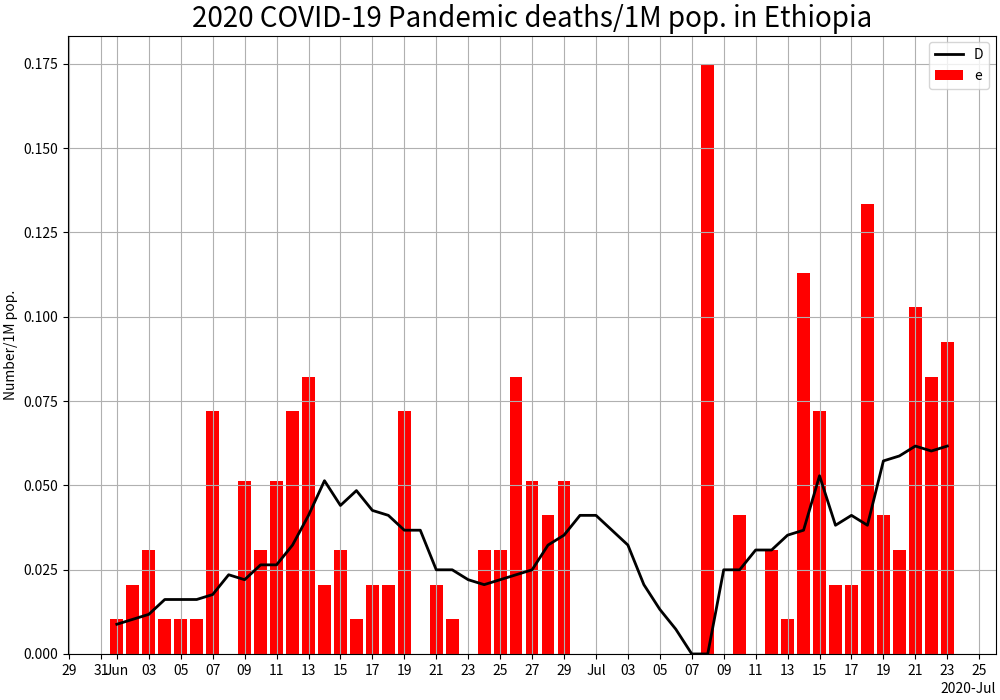 2020 COVID-19 Pandemic deaths/1M pop. in Ethiopia
D
e
0.175
0.150
0.125
0.100
0.075
0.050
0.025
0.000
Number/1M pop.
29 31 Jun 03 05 07 09 11 13 15 17 19 21 23 25 27 29 Jul 03 05 07 09 11 13 15 17 19 21 23 25
2020-Jul